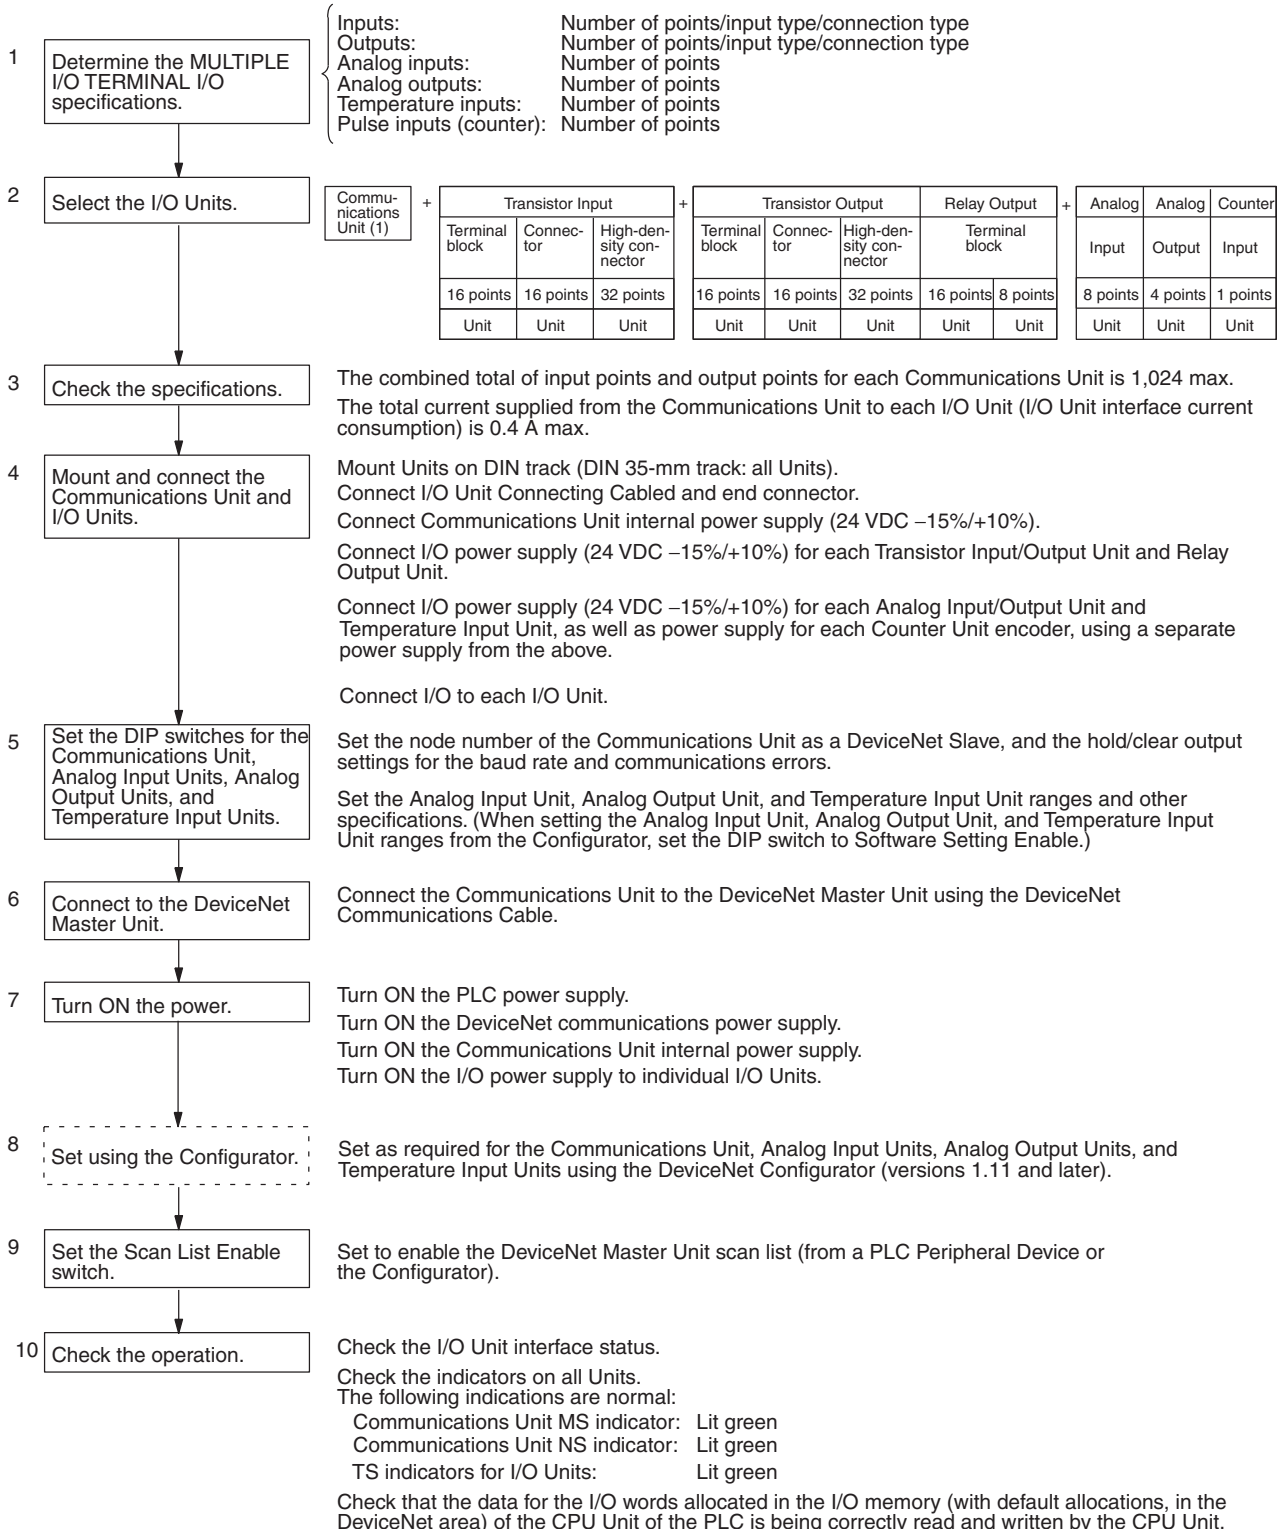 1
Determine the MULTIPLE
I/O TERMINAL I/O
specifications.
Inputs: Number of points/input type/connection type
Outputs: Number of points/input type/connection type
Analog inputs: Number of points
Analog outputs: Number of points
Temperature inputs: Number of points
Pulse inputs (counter): Number of points
2
Select the I/O Units.
Commu-
nications
Unit (1)
+
Transistor Input
Terminal block Connec-tor High-den-sity con-nector
16 points 16 points 32 points
Unit Unit Unit
+
Transistor Output Relay Output
Terminal block Connec-tor High-den-sity con-nector Terminal block
16 points 16 points 32 points 16 points 8 points
Unit Unit Unit Unit Unit
+
Analog Analog Counter
Input Output Input
8 points 4 points 1 points
Unit Unit Unit
3
Check the specifications.
The combined total of input points and output points for each Communications Unit is 1,024 max.
The total current supplied from the Communications Unit to each I/O Unit (I/O Unit interface current
consumption) is 0.4 A max.
4
Mount and connect the
Communications Unit and
I/O Units.
Mount Units on DIN track (DIN 35-mm track: all Units).
Connect I/O Unit Connecting Cabled and end connector.
Connect Communications Unit internal power supply (24 VDC –15%/+10%).
Connect I/O power supply (24 VDC –15%/+10%) for each Transistor Input/Output Unit and Relay
Output Unit.
Connect I/O power supply (24 VDC –15%/+10%) for each Analog Input/Output Unit and
Temperature Input Unit, as well as power supply for each Counter Unit encoder, using a separate
power supply from the above.
Connect I/O to each I/O Unit.
5
Set the DIP switches for the
Communications Unit,
Analog Input Units, Analog
Output Units, and
Temperature Input Units.
Set the node number of the Communications Unit as a DeviceNet Slave, and the hold/clear output
settings for the baud rate and communications errors.
Set the Analog Input Unit, Analog Output Unit, and Temperature Input Unit ranges and other
specifications. (When setting the Analog Input Unit, Analog Output Unit, and Temperature Input
Unit ranges from the Configurator, set the DIP switch to Software Setting Enable.)
6
Connect to the DeviceNet
Master Unit.
Connect the Communications Unit to the DeviceNet Master Unit using the DeviceNet
Communications Cable.
7
Turn ON the power.
Turn ON the PLC power supply.
Turn ON the DeviceNet communications power supply.
Turn ON the Communications Unit internal power supply.
Turn ON the I/O power supply to individual I/O Units.
8
Set using the Configurator.
Set as required for the Communications Unit, Analog Input Units, Analog Output Units, and
Temperature Input Units using the DeviceNet Configurator (versions 1.11 and later).
9
Set the Scan List Enable
switch.
Set to enable the DeviceNet Master Unit scan list (from a PLC Peripheral Device or
the Configurator).
10
Check the operation.
Check the I/O Unit interface status.
Check the indicators on all Units.
The following indications are normal:
Communications Unit MS indicator: Lit green
Communications Unit NS indicator: Lit green
TS indicators for I/O Units: Lit green
Check that the data for the I/O words allocated in the I/O memory (with default allocations, in the
DeviceNet area) of the CPU Unit of the PLC is being correctly read and written by the CPU Unit.